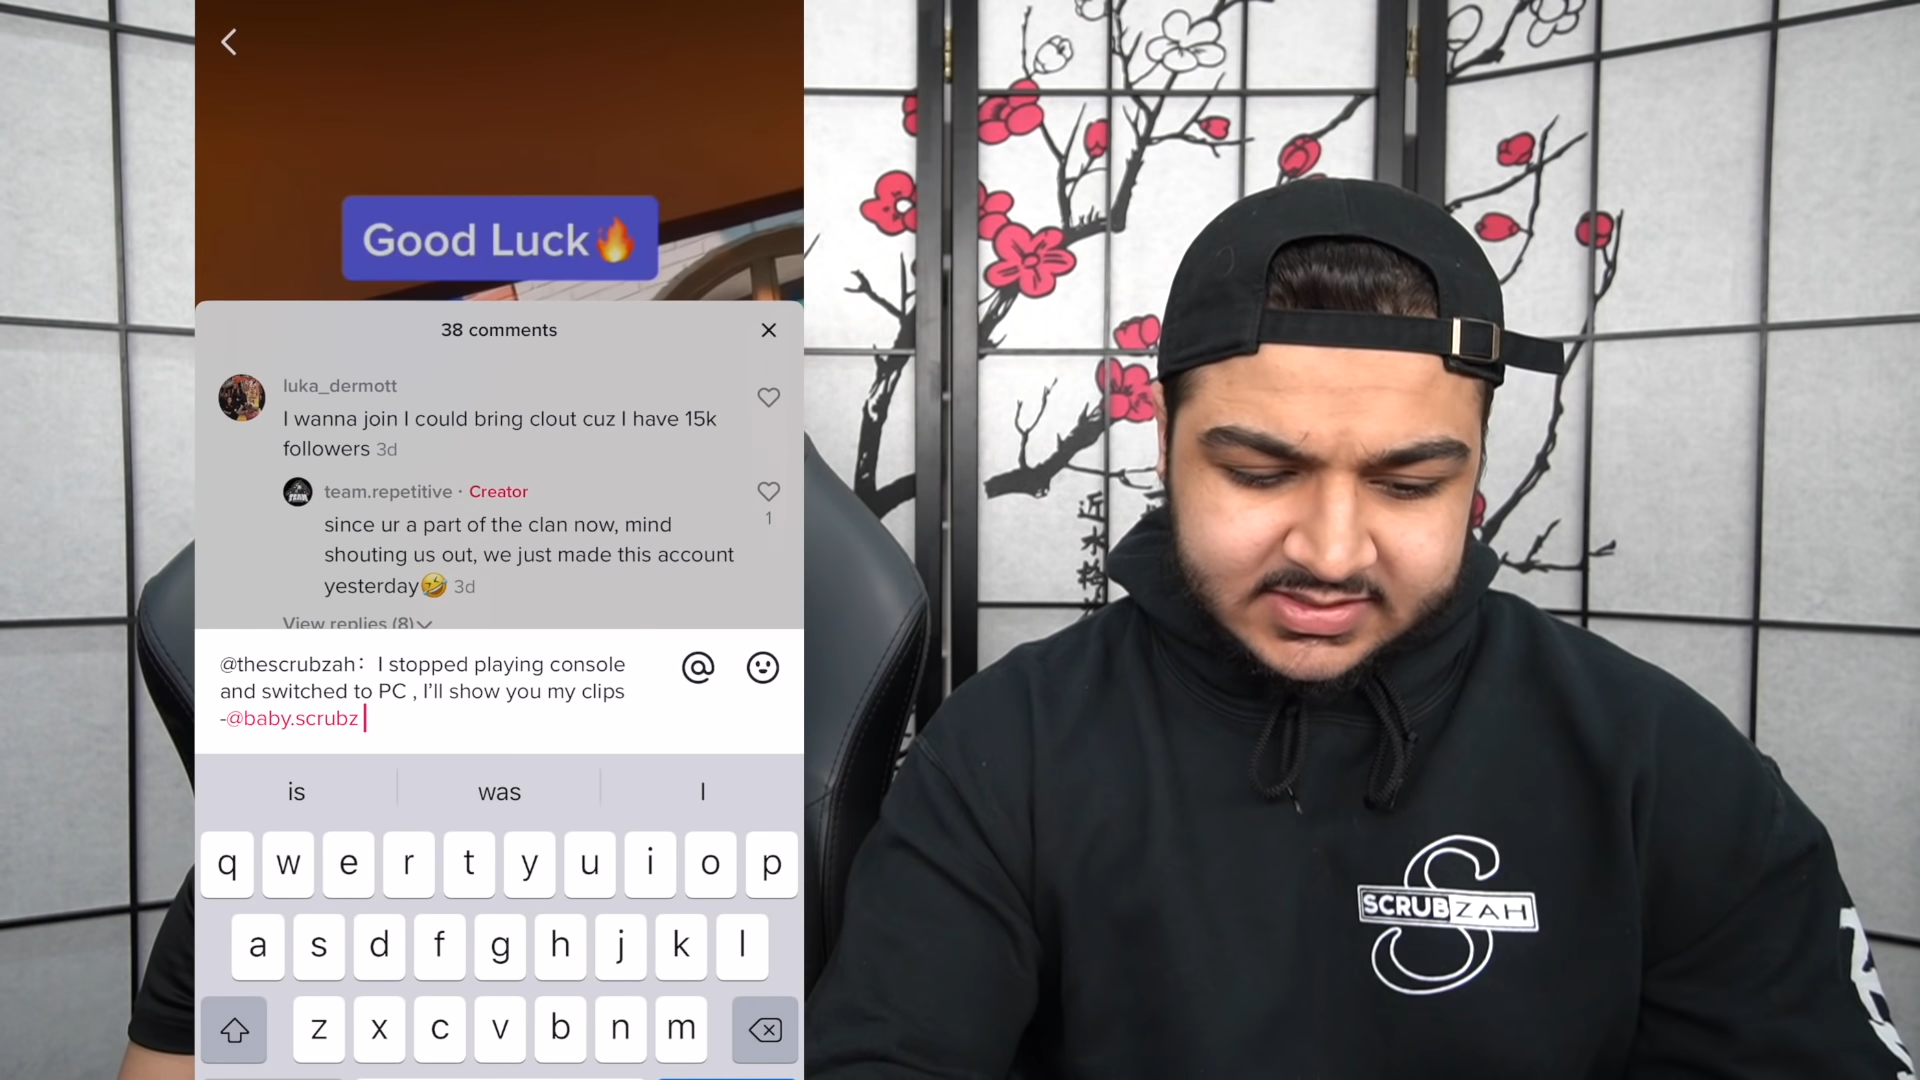 Good Luck🔥
38 comments
luka_dermott
I wanna join I could bring clout cuz I have 15k
followers 3d
team.repetitive · Creator
1
since ur a part of the clan now, mind
shouting us out, we just made this account
yesterday🤣 3d
View replies (8)
@thescrubzah: I stopped playing console
and switched to PC , I'll show you my clips
-@baby.scrubz
is was I
q w e r t y u i o p
a s d f g h j k l
z x c v b n m
近
水
SCRUBZAH